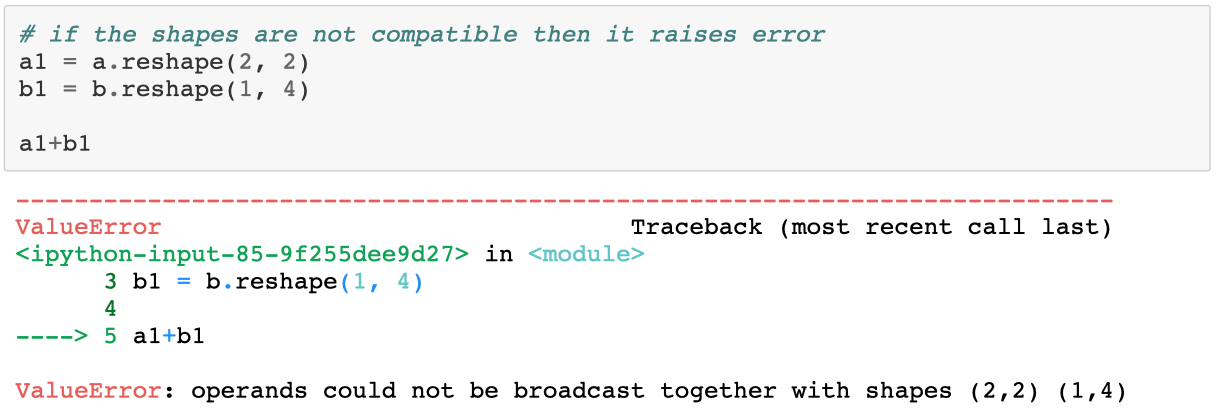 # if the shapes are not compatible then it raises error
a1 = a.reshape(2, 2)
b1 = b.reshape(1, 4)
a1+b1
---------------------------------------------------------------------------
ValueError                                Traceback (most recent call last)
<ipython-input-85-9f255dee9d27> in <module>
      3 b1 = b.reshape(1, 4)
      4
----> 5 a1+b1
ValueError: operands could not be broadcast together with shapes (2,2) (1,4)